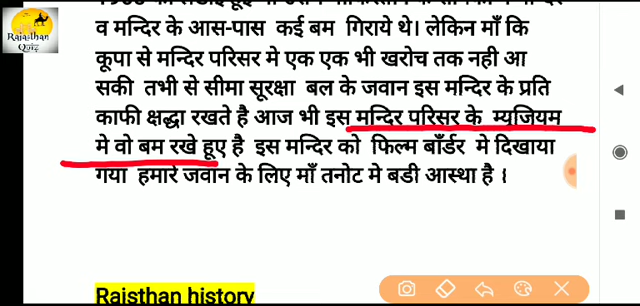 Rajasthan
Quiz
व मन्दिर के आस-पास कई बम गिराये थे। लेकिन माँ कि
कृपा से मन्दिर परिसर मे एक एक भी खरोच तक नही आ
सकी तभी से सीमा सुरक्षा बल के जवान इस मन्दिर के प्रति
काफी श्रद्धा रखते है आज भी इस मन्दिर परिसर के म्यूजियम
मे वो बम रखे हूए है इस मन्दिर को फिल्म बॉर्डर मे दिखाया
गया हमारे जवान के लिए माँ तनोट मे बडी आस्था है।
Rajsthan history